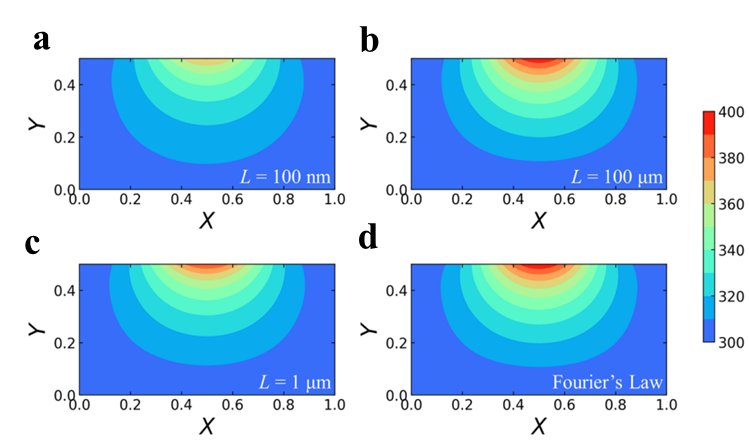 a
b
Y
0.4
0.2
0.0
0.0 0.2 0.4 0.6 0.8 1.0
X
L = 100 nm
Y
0.4
0.2
0.0
0.0 0.2 0.4 0.6 0.8 1.0
X
L = 100 μm
c
d
Y
0.4
0.2
0.0
0.0 0.2 0.4 0.6 0.8 1.0
X
L = 1 μm
Y
0.4
0.2
0.0
0.0 0.2 0.4 0.6 0.8 1.0
X
Fourier's Law
400
380
360
340
320
300